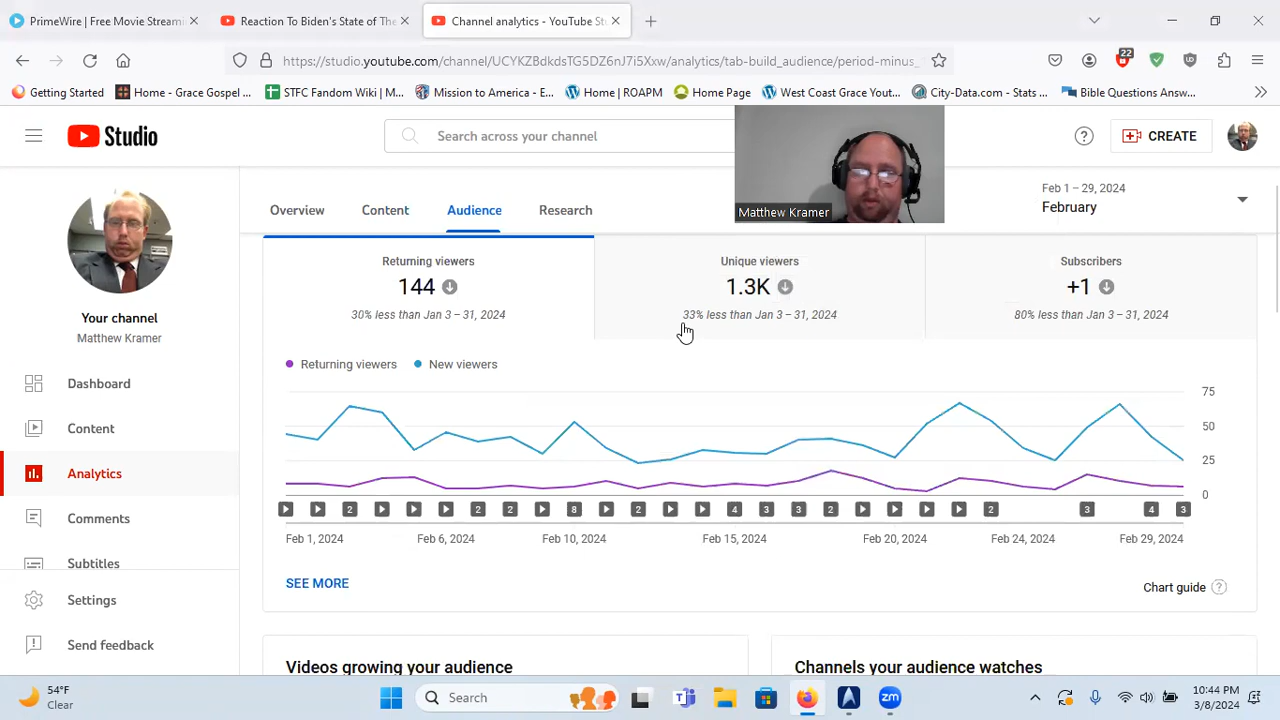 PrimeWire | Free Movie Streami
Reaction To Biden's State of The
Channel analytics - YouTube St
https://studio.youtube.com/channel/UCYKZBdkdsTG5DZ6nJ7i5Xxw/analytics/tab-build_audience/period-minus_
22
Getting Started
Home - Grace Gospel ...
STFC Fandom Wiki | M...
Mission to America - E...
Home | ROAPM
Home Page
West Coast Grace Yout...
City-Data.com - Stats ...
Bible Questions Answ...
Studio
Search across your channel
CREATE
Matthew Kramer
Overview
Content
Audience
Research
Feb 1 – 29, 2024
February
Your channel
Matthew Kramer
Dashboard
Content
Analytics
Comments
Subtitles
Settings
Send feedback
Returning viewers
144
30% less than Jan 3 – 31, 2024
Unique viewers
1.3K
33% less than Jan 3 – 31, 2024
Subscribers
+1
80% less than Jan 3 – 31, 2024
Returning viewers
New viewers
75
50
25
0
2 2 2 8 2 4 3 3 2 2 3 4 3
Feb 1, 2024
Feb 6, 2024
Feb 10, 2024
Feb 15, 2024
Feb 20, 2024
Feb 24, 2024
Feb 29, 2024
SEE MORE
Chart guide
Videos growing your audience
Channels your audience watches
54°F
Clear
Search
10:44 PM
3/8/2024